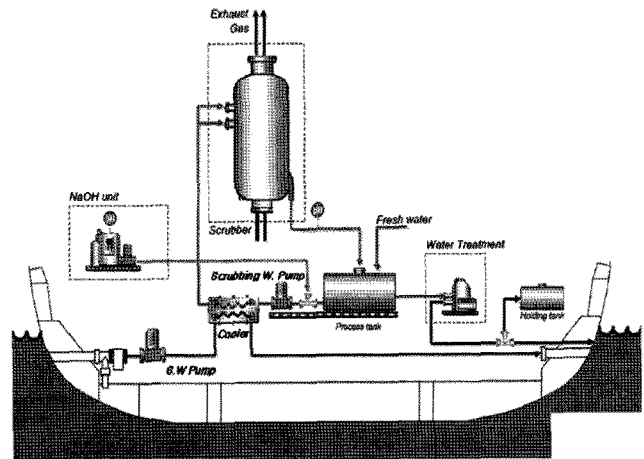 Exhaust
Gas
NaOH unit
Scrubber
Fresh water
Water Treatment
Scrubbing W. Pump
Holding tank
Process tank
Cooler
S.W Pump